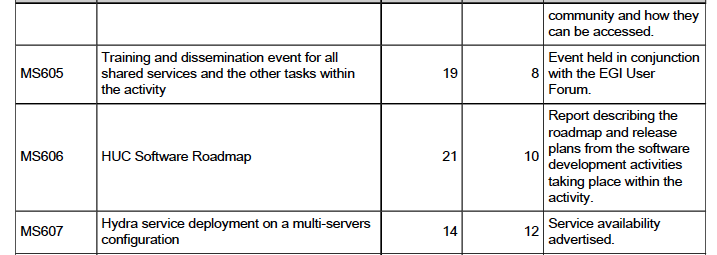 community and how they
can be accessed.
MS605
Training and dissemination event for all
shared services and the other tasks within
the activity
19
8
Event held in conjunction
with the EGI User
Forum.
MS606
HUC Software Roadmap
21
10
Report describing the
roadmap and release
plans from the software
development activities
taking place within the
activity.
MS607
Hydra service deployment on a multi-servers
configuration
14
12
Service availability
advertised.